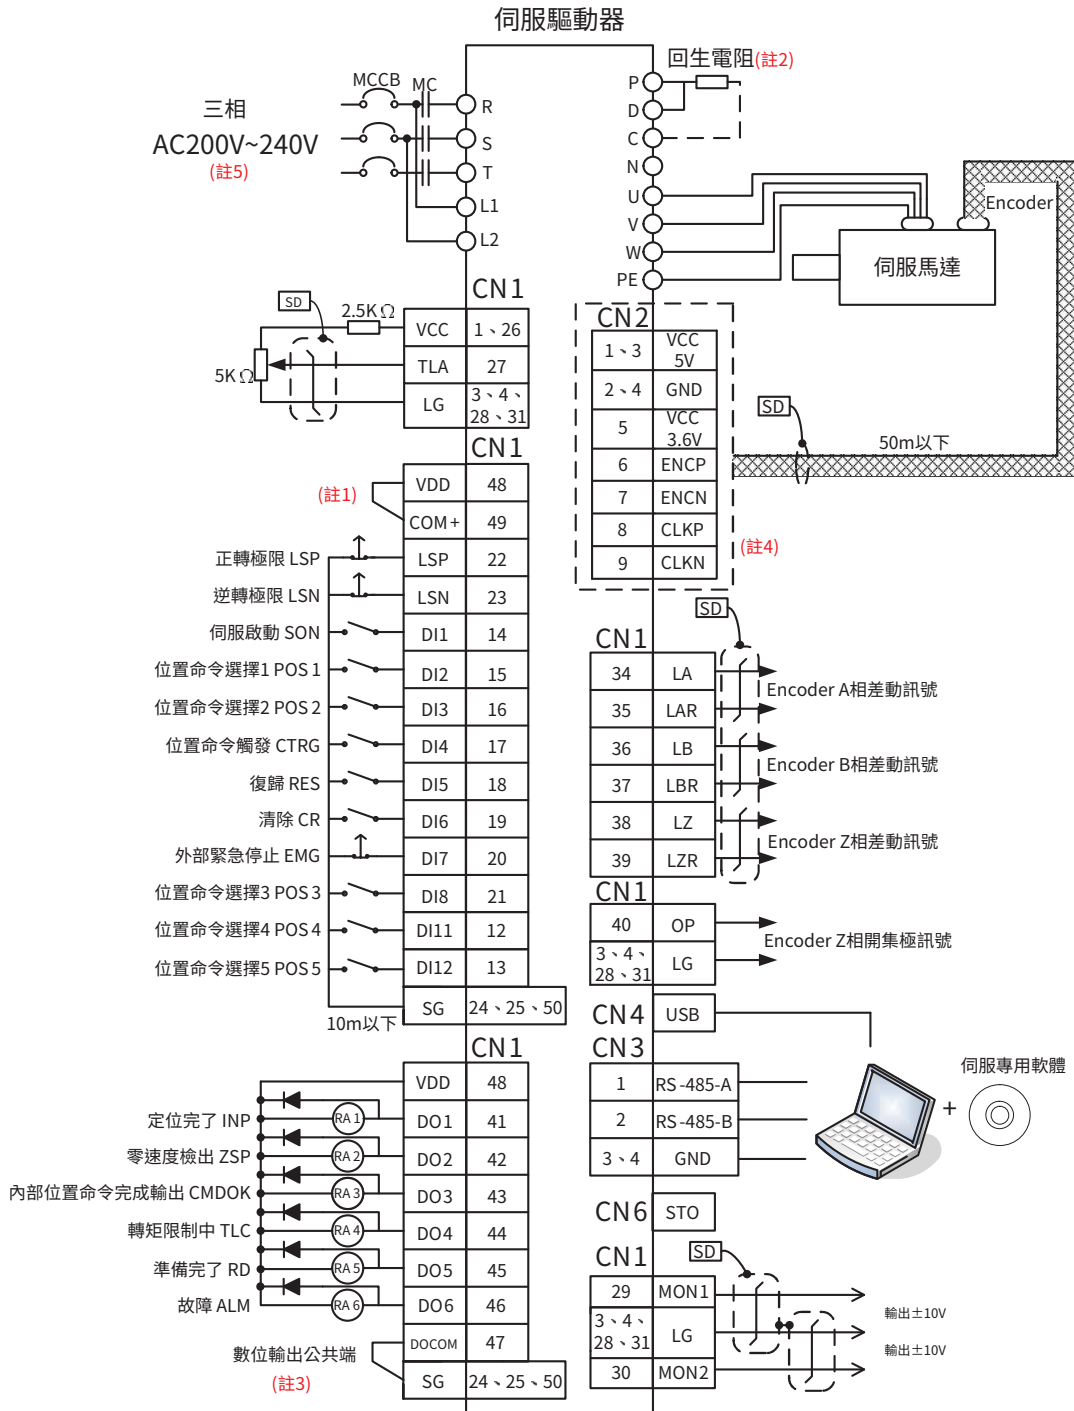 伺服驅動器
三相
AC200V~240V
(註5)
MCCB
MC
R
S
T
L1
L2
回生電阻(註2)
P
D
C
N
U
V
W
PE
Encoder
伺服馬達
CN1
SD
2.5KΩ
5KΩ
VCC 1、26
TLA 27
LG 3、4、
28、31
CN1
(註1)
VDD 48
COM+ 49
正轉極限 LSP LSP 22
逆轉極限 LSN LSN 23
伺服啟動 SON DI1 14
位置命令選擇1 POS1 DI2 15
位置命令選擇2 POS2 DI3 16
位置命令觸發 CTRG DI4 17
復歸 RES DI5 18
清除 CR DI6 19
外部緊急停止 EMG DI7 20
位置命令選擇3 POS3 DI8 21
位置命令選擇4 POS4 DI11 12
位置命令選擇5 POS5 DI12 13
SG 24、25、50
10m以下
CN1
VDD 48
定位完了 INP RA1 DO1 41
零速度檢出 ZSP RA2 DO2 42
內部位置命令完成輸出 CMDOK RA3 DO3 43
轉矩限制中 TLC RA4 DO4 44
準備完了 RD RA5 DO5 45
故障 ALM RA6 DO6 46
DOCOM 47
數位輸出公共端
(註3)
SG 24、25、50
CN2
1、3 VCC
5V
2、4 GND
5 VCC
3.6V
6 ENCP
7 ENCN
8 CLKP
9 CLKN
(註4)
SD
50m以下
SD
CN1
34 LA
Encoder A相差動訊號
35 LAR
36 LB
Encoder B相差動訊號
37 LBR
38 LZ
Encoder Z相差動訊號
39 LZR
CN1
40 OP
Encoder Z相開集極訊號
3、4、
28、31 LG
CN4 USB
CN3
1 RS-485-A
2 RS-485-B
3、4 GND
伺服專用軟體
+
CN6 STO
CN1
SD
29 MON1
輸出±10V
3、4、
28、31 LG
輸出±10V
30 MON2